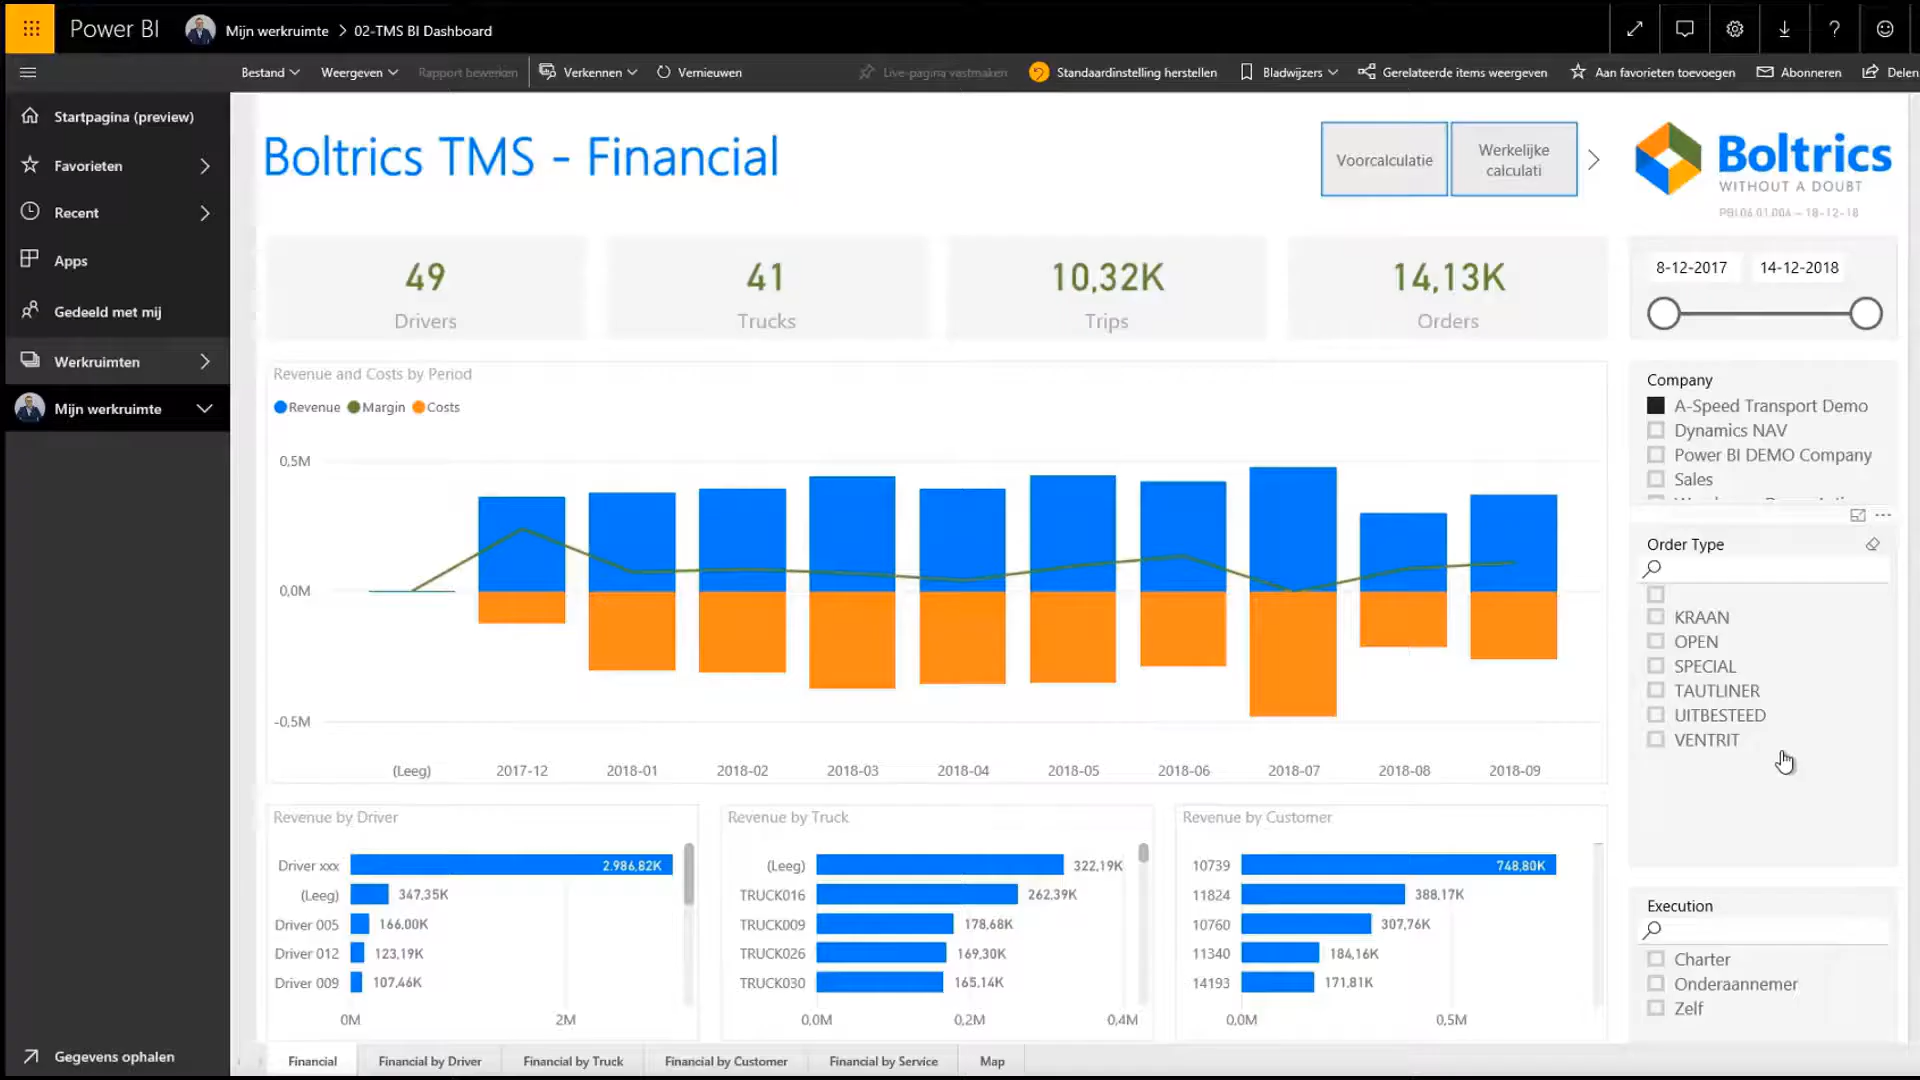 Power BI
Mijn werkruimte > 02-TMS BI Dashboard
Bestand
Weergeven
Rapport bewerken
Verkennen
Vernieuwen
Live-pagina vastmaken
Standaardinstelling herstellen
Bladwijzers
Gerelateerde items weergeven
Aan favorieten toevoegen
Abonneren
Delen
Startpagina (preview)
Favorieten
Recent
Apps
Gedeeld met mij
Werkruimten
Mijn werkruimte
Gegevens ophalen
Boltrics TMS - Financial
Voorcalculatie
Werkelijke
calculati
Boltrics
WITHOUT A DOUBT
PBI.06.01.00A – 18-12-18
49
Drivers
41
Trucks
10,32K
Trips
14,13K
Orders
8-12-2017
14-12-2018
Revenue and Costs by Period
Revenue Margin Costs
0,5M
0,0M
-0,5M
(Leeg) 2017-12 2018-01 2018-02 2018-03 2018-04 2018-05 2018-06 2018-07 2018-08 2018-09
Company
A-Speed Transport Demo
Dynamics NAV
Power BI DEMO Company
Sales
Order Type
KRAAN
OPEN
SPECIAL
TAUTLINER
UITBESTEED
VENTRIT
Execution
Charter
Onderaannemer
Zelf
Revenue by Driver
Driver xxx 2.986,82K
(Leeg) 347,35K
Driver 005 166,00K
Driver 012 123,19K
Driver 009 107,46K
0M 2M
Revenue by Truck
(Leeg) 322,19K
TRUCK016 262,39K
TRUCK009 178,68K
TRUCK026 169,30K
TRUCK030 165,14K
0,0M 0,2M 0,4M
Revenue by Customer
10739 748,80K
11824 388,17K
10760 307,76K
11340 184,16K
14193 171,81K
0,0M 0,5M
Financial
Financial by Driver
Financial by Truck
Financial by Customer
Financial by Service
Map